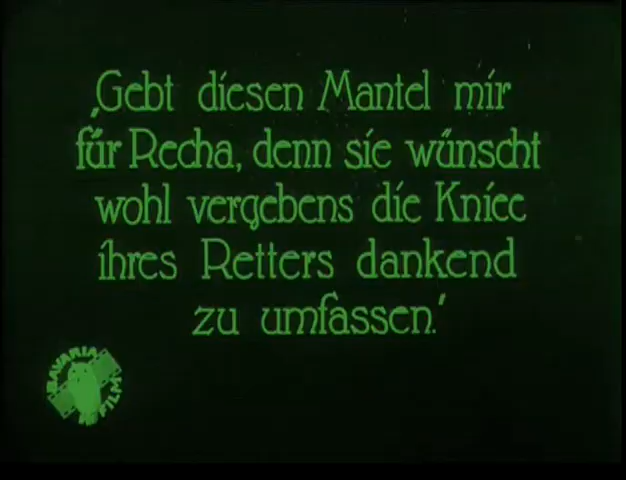 „Gebt diesen Mantel mir
für Recha, denn sie wünscht
wohl vergebens die Kniee
ihres Retters dankend
zu umfassen.“
BAVARIA
FILM